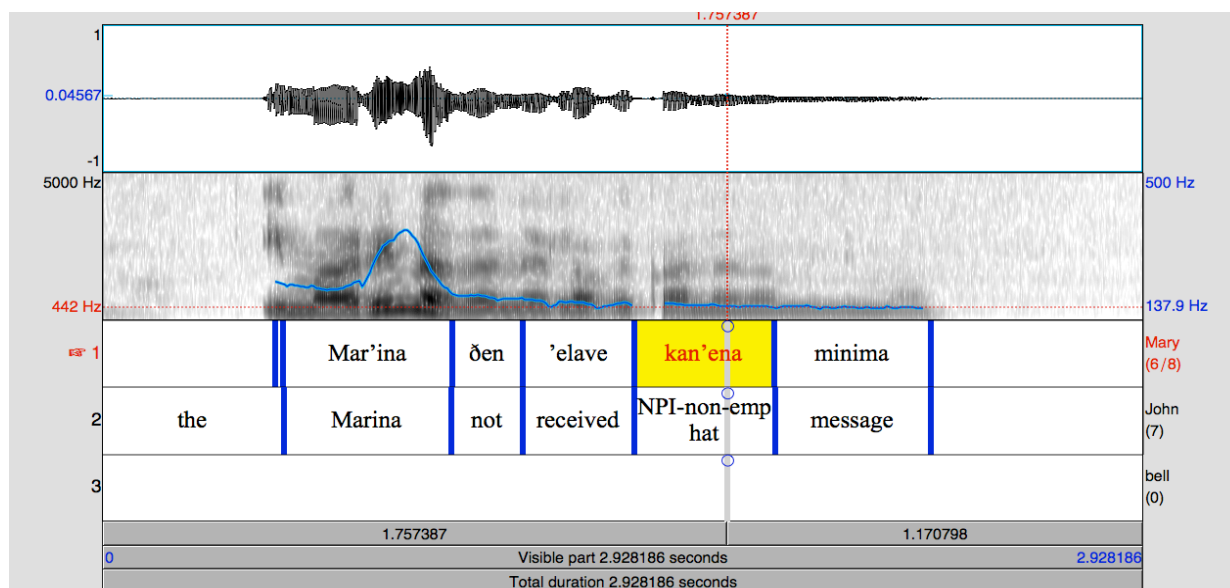 1.757387
1
0.04567
-1
5000 Hz 500 Hz
442 Hz 137.9 Hz
☞ 1 Mar'ina ðen 'elave kan'ena minima Mary (6/8)
2 the Marina not received NPI-non-emp hat message John (7)
3 bell (0)
1.757387 1.170798
0 Visible part 2.928186 seconds 2.928186
Total duration 2.928186 seconds